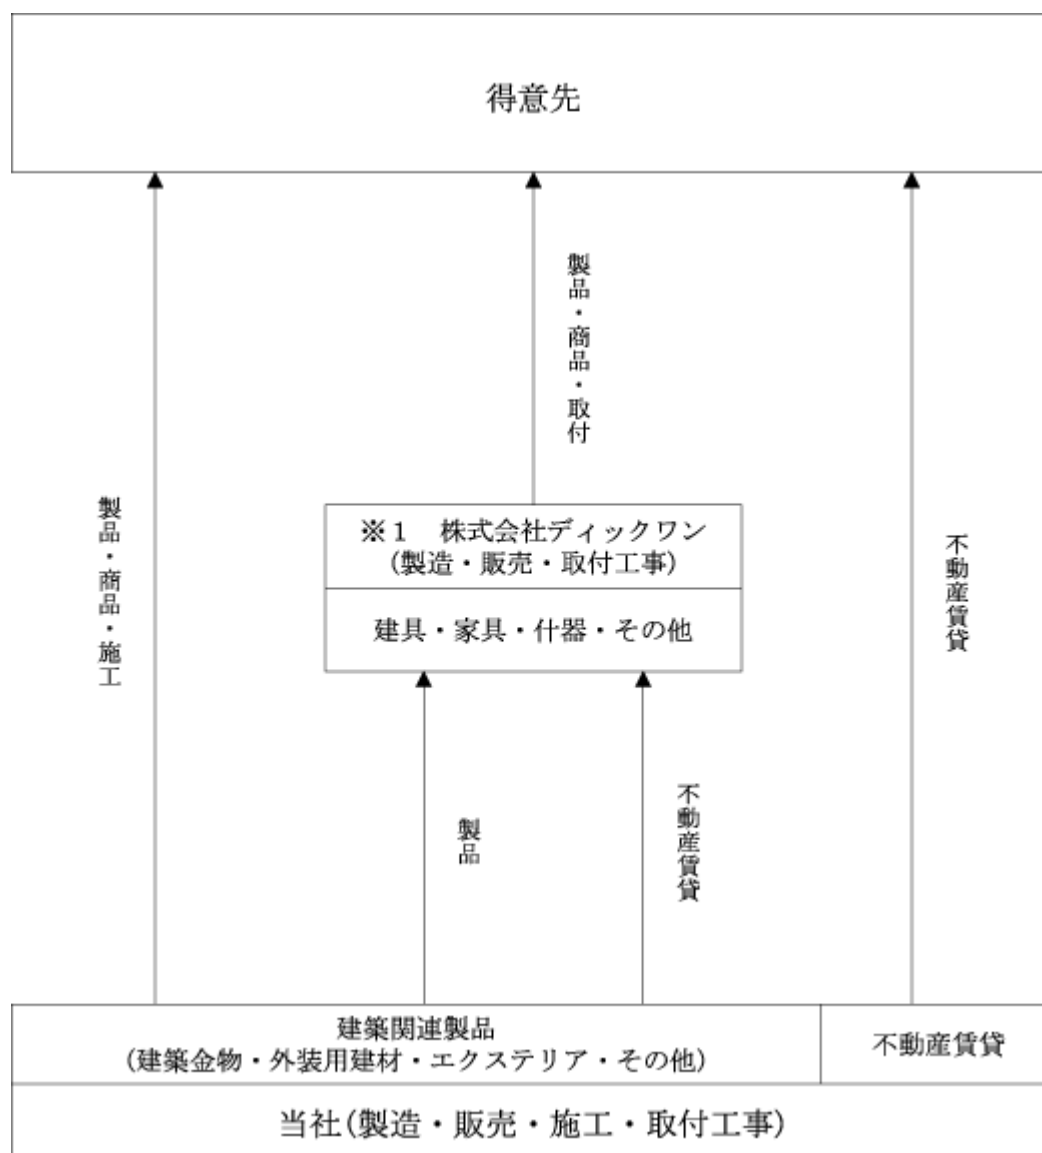 得意先
製品・商品・取付
製品・商品・施工
※１　株式会社ディックワン
(製造・販売・取付工事)
建具・家具・什器・その他
不動産賃貸
製品
不動産賃貸
建築関連製品
(建築金物・外装用建材・エクステリア・その他)
不動産賃貸
当社(製造・販売・施工・取付工事)